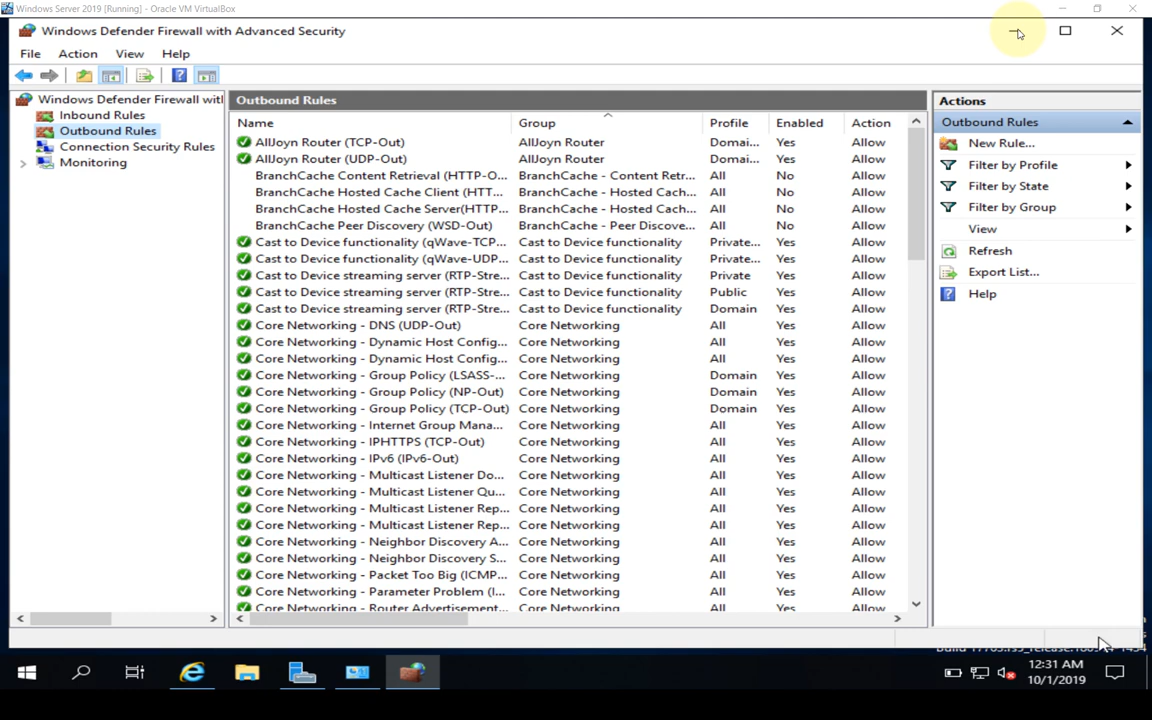 Windows Server 2019 [Running] - Oracle VM VirtualBox
Windows Defender Firewall with Advanced Security
File Action View Help
Windows Defender Firewall wit
Inbound Rules
Outbound Rules
Connection Security Rules
Monitoring
Outbound Rules
Name Group Profile Enabled Action
AllJoyn Router (TCP-Out) AllJoyn Router Domai... Yes Allow
AllJoyn Router (UDP-Out) AllJoyn Router Domai... Yes Allow
BranchCache Content Retrieval (HTTP-O... BranchCache - Content Retr... All No Allow
BranchCache Hosted Cache Client (HTT... BranchCache - Hosted Cach... All No Allow
BranchCache Hosted Cache Server(HTTP... BranchCache - Hosted Cach... All No Allow
BranchCache Peer Discovery (WSD-Out) BranchCache - Peer Discove... All No Allow
Cast to Device functionality (qWave-TCP... Cast to Device functionality Private... Yes Allow
Cast to Device functionality (qWave-UDP... Cast to Device functionality Private... Yes Allow
Cast to Device streaming server (RTP-Stre... Cast to Device functionality Private Yes Allow
Cast to Device streaming server (RTP-Stre... Cast to Device functionality Public Yes Allow
Cast to Device streaming server (RTP-Stre... Cast to Device functionality Domain Yes Allow
Core Networking - DNS (UDP-Out) Core Networking All Yes Allow
Core Networking - Dynamic Host Config... Core Networking All Yes Allow
Core Networking - Dynamic Host Config... Core Networking All Yes Allow
Core Networking - Group Policy (LSASS-... Core Networking Domain Yes Allow
Core Networking - Group Policy (NP-Out) Core Networking Domain Yes Allow
Core Networking - Group Policy (TCP-Out) Core Networking Domain Yes Allow
Core Networking - Internet Group Mana... Core Networking All Yes Allow
Core Networking - IPHTTPS (TCP-Out) Core Networking All Yes Allow
Core Networking - IPv6 (IPv6-Out) Core Networking All Yes Allow
Core Networking - Multicast Listener Do... Core Networking All Yes Allow
Core Networking - Multicast Listener Qu... Core Networking All Yes Allow
Core Networking - Multicast Listener Rep... Core Networking All Yes Allow
Core Networking - Multicast Listener Rep... Core Networking All Yes Allow
Core Networking - Neighbor Discovery A... Core Networking All Yes Allow
Core Networking - Neighbor Discovery S... Core Networking All Yes Allow
Core Networking - Packet Too Big (ICMP... Core Networking All Yes Allow
Core Networking - Parameter Problem (I... Core Networking All Yes Allow
Core Networking - Router Advertisement... Core Networking All Yes Allow
Actions
Outbound Rules
New Rule...
Filter by Profile
Filter by State
Filter by Group
View
Refresh
Export List...
Help
12:31 AM
10/1/2019